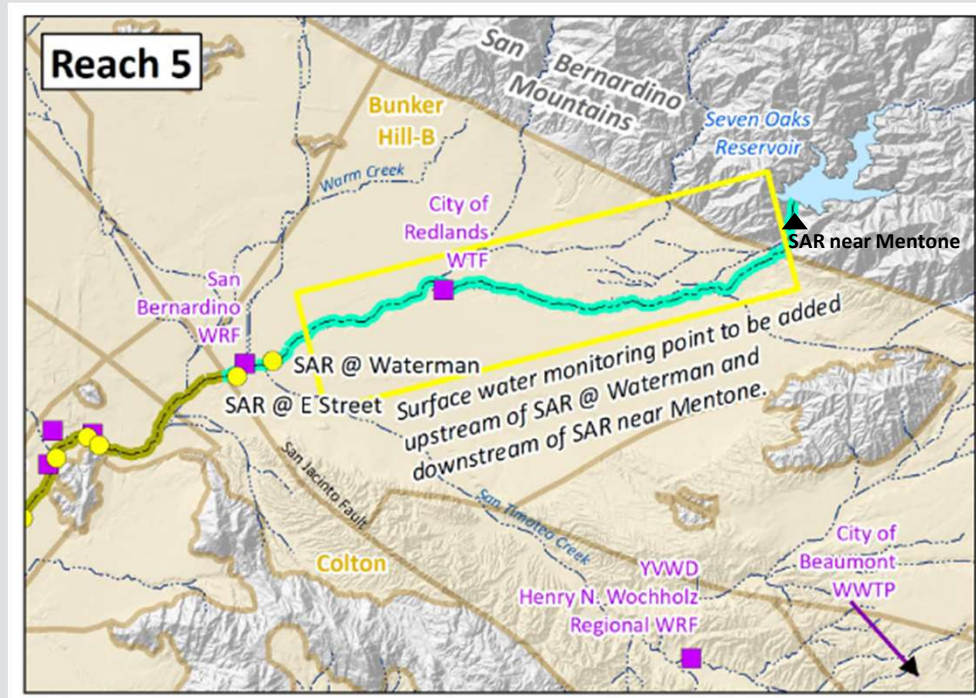 Reach 5
San Bernardino
Mountains
Bunker
Hill-B
Seven Oaks
Reservoir
Warm Creek
City of
Redlands
WTF
SAR near Mentone
San
Bernardino
WRF
SAR @ Waterman
SAR @ E Street
Surface water monitoring point to be added
upstream of SAR @ Waterman and
downstream of SAR near Mentone.
San Jacinto Fault
San Timoteo Creek
Colton
City of
Beaumont
WWTP
YVWD
Henry N. Wochholz
Regional WRF